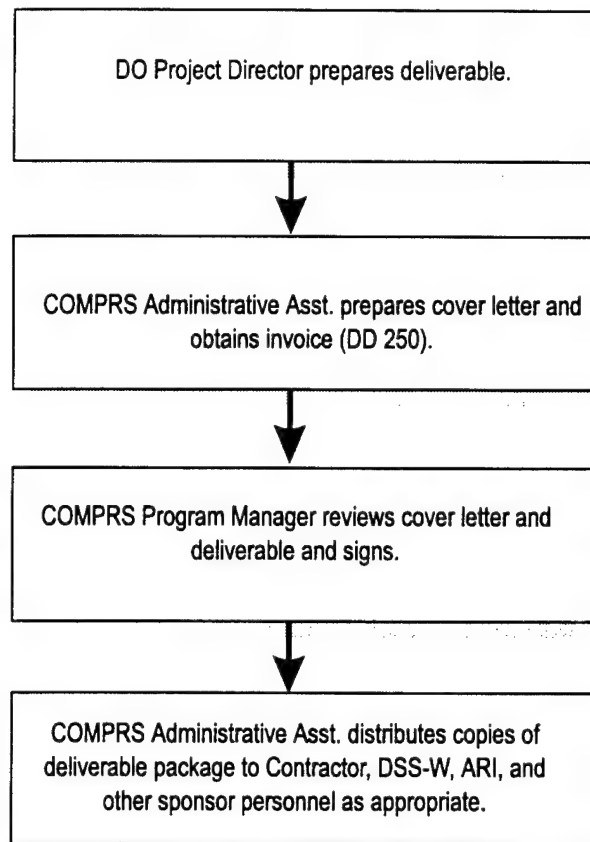 DO Project Director prepares deliverable.
COMPRS Administrative Asst. prepares cover letter and
obtains invoice (DD 250).
COMPRS Program Manager reviews cover letter and
deliverable and signs.
COMPRS Administrative Asst. distributes copies of
deliverable package to Contractor, DSS-W, ARI, and
other sponsor personnel as appropriate.